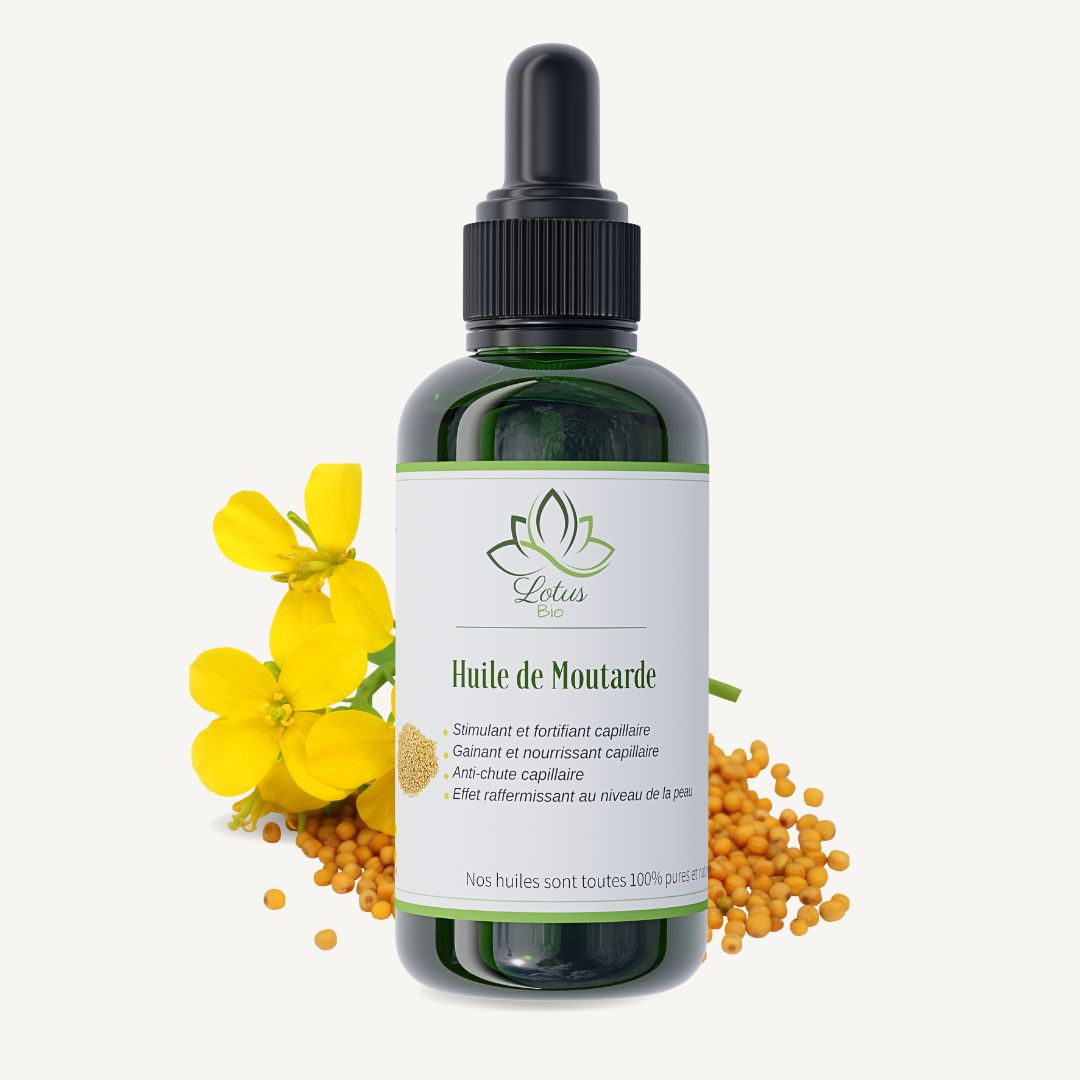 Lotus
Bio
Huile de Moutarde
Stimulant et fortifiant capillaire
Gainant et nourrissant capillaire
Anti-chute capillaire
Effet raffermissant au niveau de la peau
Nos huiles sont toutes 100% pures et